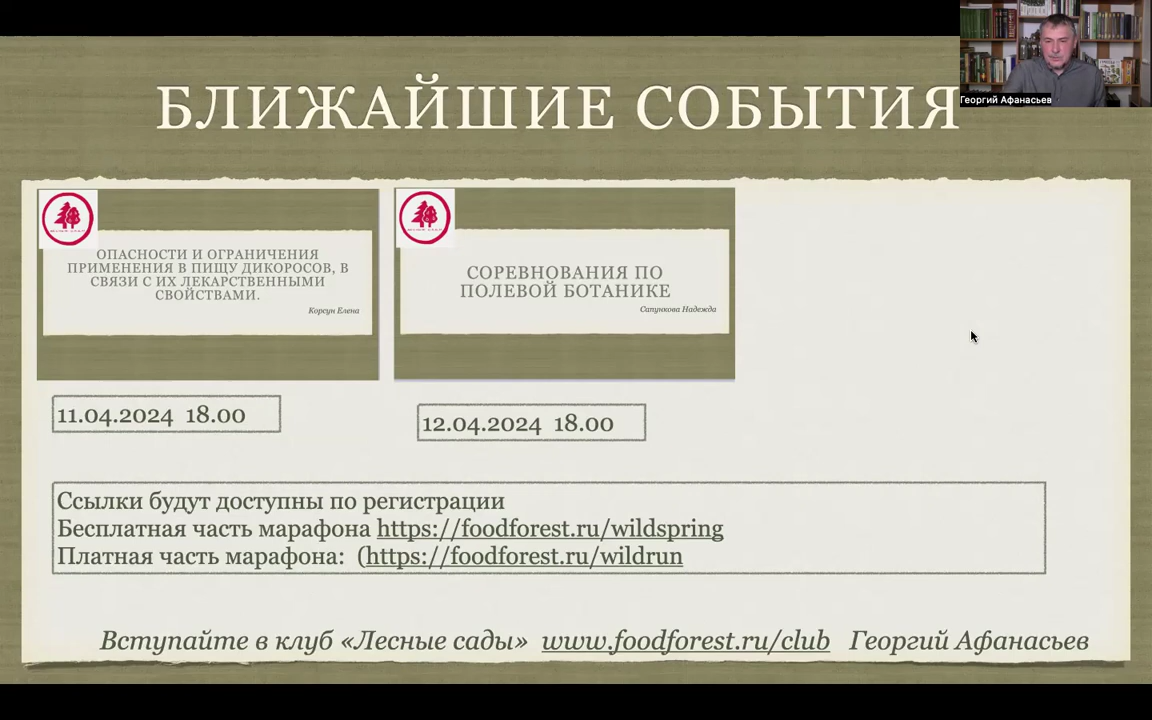 Георгий Афанасьев
БЛИЖАЙШИЕ СОБЫТИЯ
ОПАСНОСТИ И ОГРАНИЧЕНИЯ
ПРИМЕНЕНИЯ В ПИЩУ ДИКОРОСОВ, В
СВЯЗИ С ИХ ЛЕКАРСТВЕННЫМИ
СВОЙСТВАМИ.
Корсун Елена
СОРЕВНОВАНИЯ ПО
ПОЛЕВОЙ БОТАНИКЕ
Сапункова Надежда
11.04.2024 18.00
12.04.2024 18.00
Ссылки будут доступны по регистрации
Бесплатная часть марафона https://foodforest.ru/wildspring
Платная часть марафона: (https://foodforest.ru/wildrun
Вступайте в клуб «Лесные сады» www.foodforest.ru/club Георгий Афанасьев